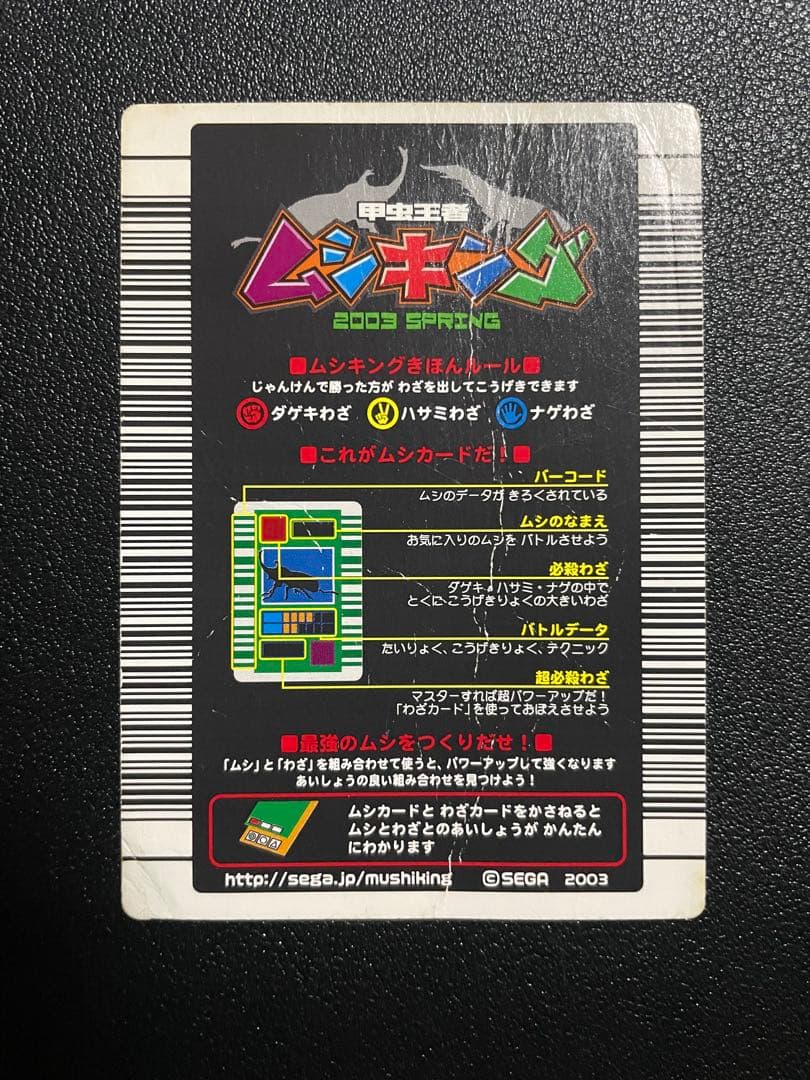 甲虫王者
ムシキング
2003 SPRING
■ムシキングきほんルール■
じゃんけんで勝った方が わざを出してこうげきできます
ダゲキわざ ハサミわざ ナゲわざ
■これがムシカードだ！■
バーコード
ムシのデータが きろくされている
ムシのなまえ
お気に入りのムシを バトルさせよう
必殺わざ
ダゲキ・ハサミ・ナゲの中で
とくに こうげきりょくの大きいわざ
バトルデータ
たいりょく、こうげきりょく、テクニック
超必殺わざ
マスターすれば超パワーアップだ！
「わざカード」を使っておぼえさせよう
■最強のムシをつくりだせ！■
「ムシ」と「わざ」を組み合わせて使うと、パワーアップして強くなります
あいしょうの良い組み合わせを見つけよう！
ムシカードと わざカードをかさねると
ムシとわざとのあいしょうが かんたん
にわかります
http://sega.jp/mushiking ©SEGA 2003